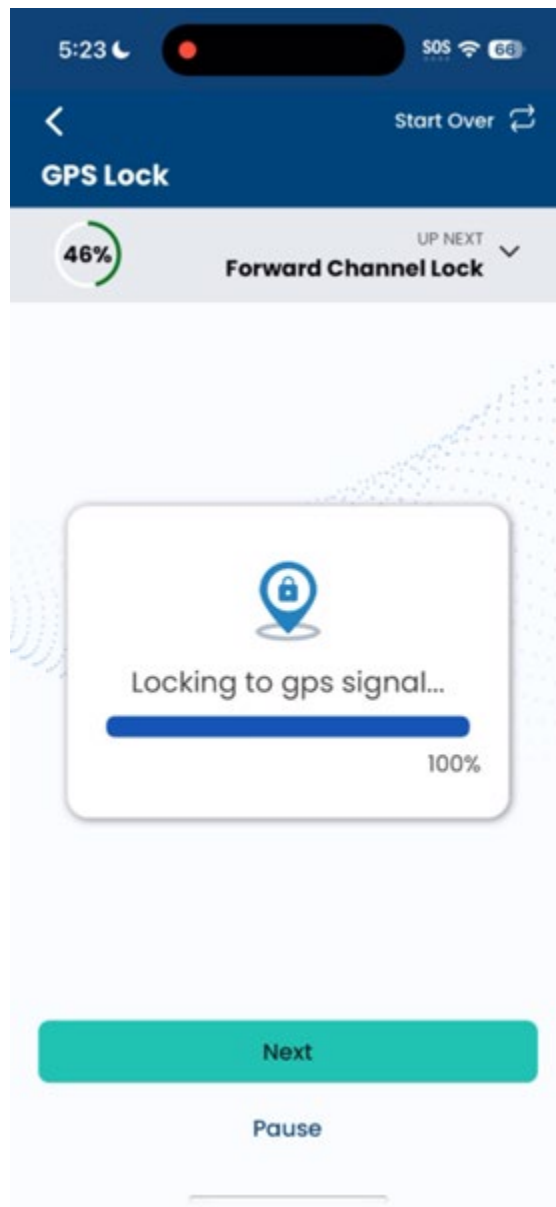 5:23
SOS 66
Start Over
GPS Lock
46%
UP NEXT
Forward Channel Lock
Locking to gps signal...
100%
Next
Pause